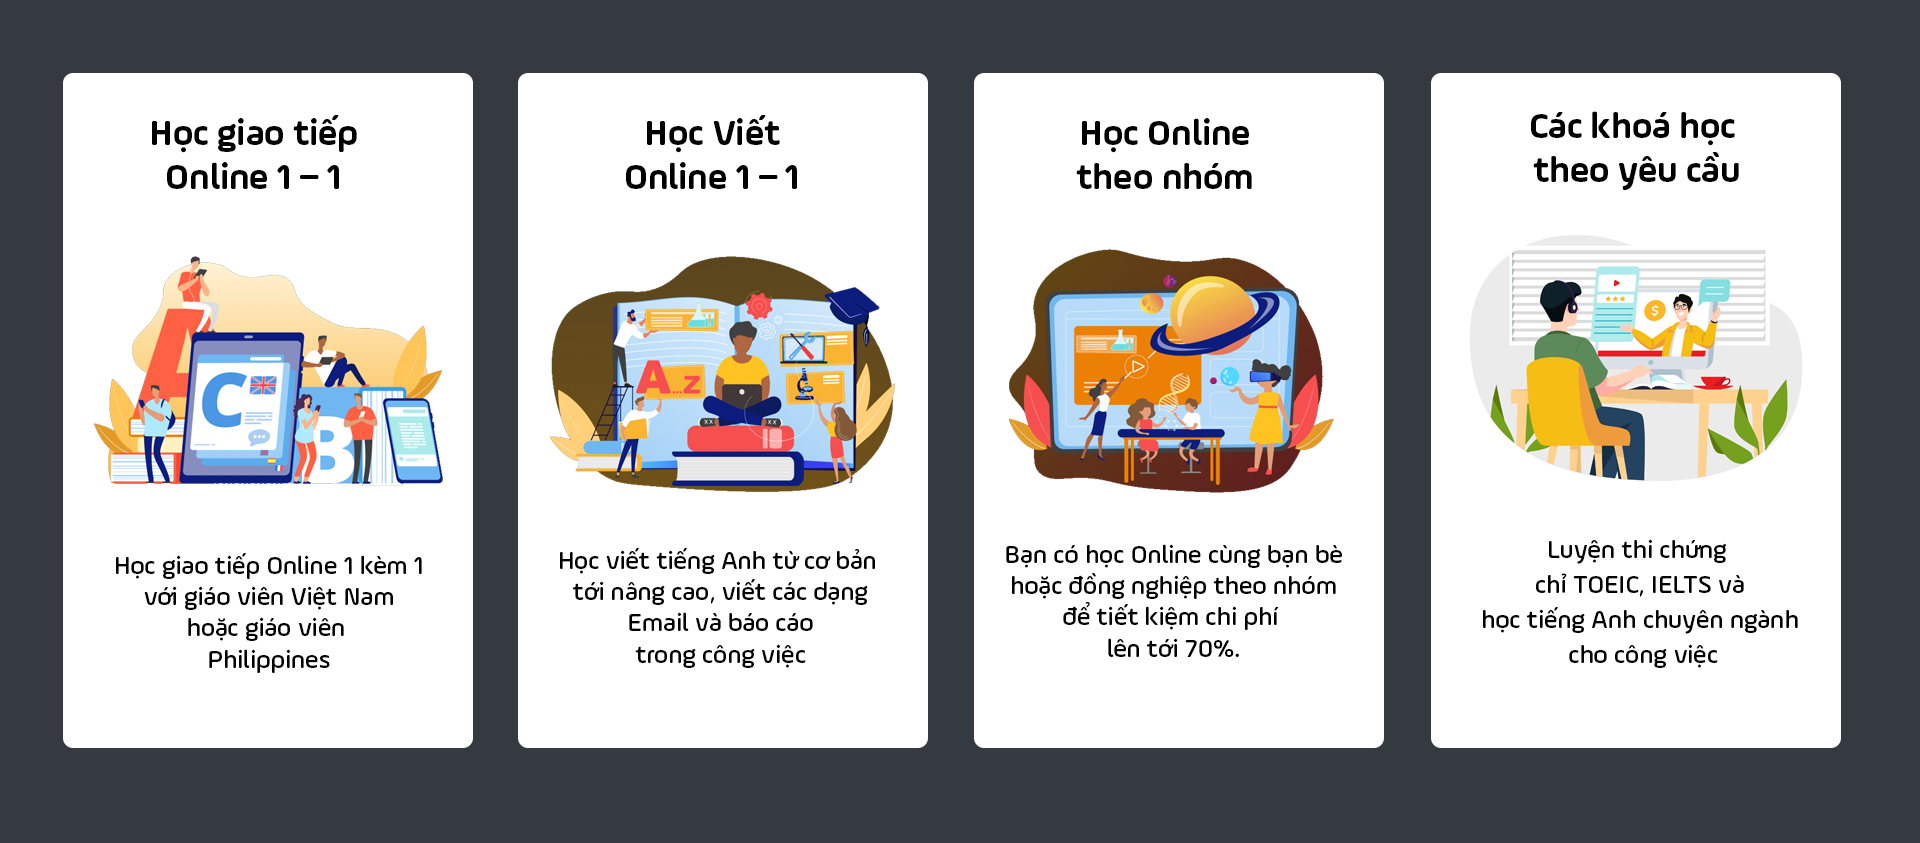 Học giao tiếp
Online 1 – 1
Học giao tiếp Online 1 kèm 1
với giáo viên Việt Nam
hoặc giáo viên
Philippines
Học Viết
Online 1 – 1
A...z
Học viết tiếng Anh từ cơ bản
tới nâng cao, viết các dạng
Email và báo cáo
trong công việc
Học Online
theo nhóm
Bạn có học Online cùng bạn bè
hoặc đồng nghiệp theo nhóm
để tiết kiệm chi phí
lên tới 70%.
Các khoá học
theo yêu cầu
$
Luyện thi chứng
chỉ TOEIC, IELTS và
học tiếng Anh chuyên ngành
cho công việc
A
C
B